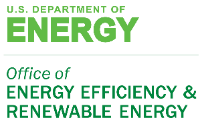 U.S. DEPARTMENT OF
ENERGY
Office of
ENERGY EFFICIENCY &
RENEWABLE ENERGY